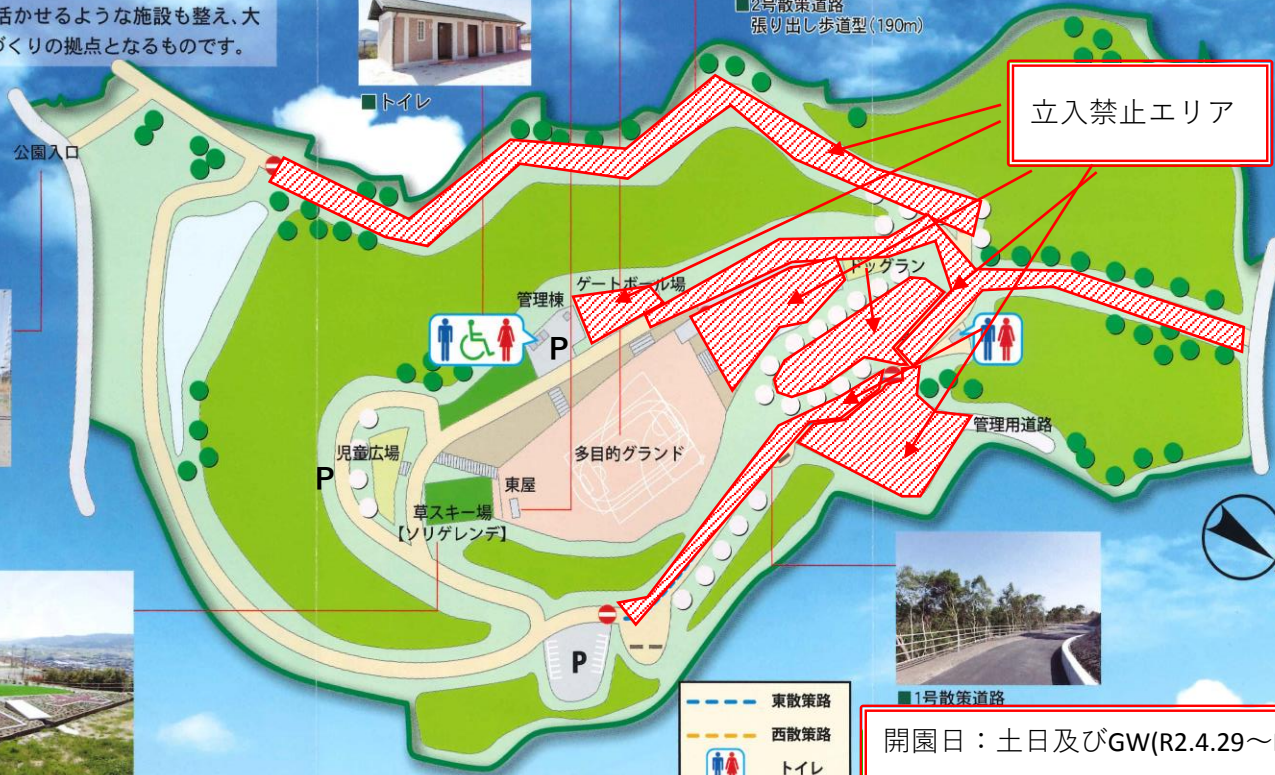 活かせるような施設も整え、大
づくりの拠点となるものです。
■トイレ
■2号散策道路
張り出し歩道型(190m)
立入禁止エリア
公園入口
ドッグラン
ゲートボール場
管理棟
P
管理用道路
児童広場
多目的グランド
P
東屋
草スキー場
【ソリゲレンデ】
P
■1号散策道路
東散策路
西散策路
トイレ
開園日：土日及びGW(R2.4.29～